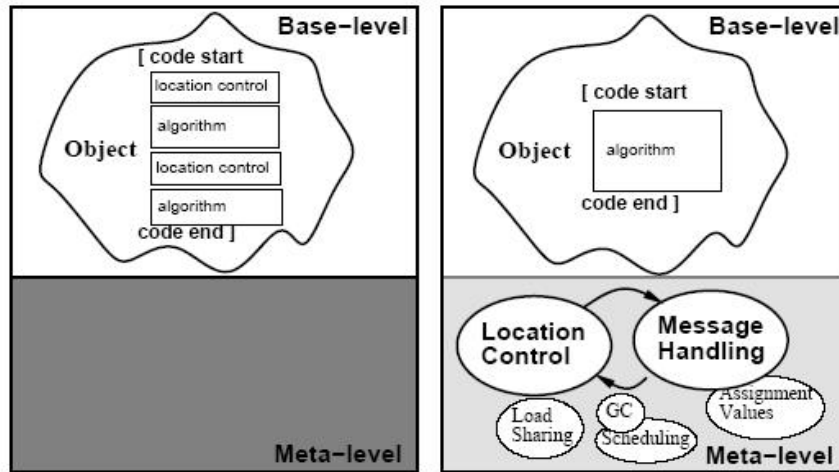 Base–level
[ code start
location control
algorithm
Object
location control
algorithm
code end ]
Meta–level
Base–level
[ code start
Object
algorithm
code end ]
Location
Control
Message
Handling
Load
Sharing
GC
Scheduling
Assignment
Values
Meta–level